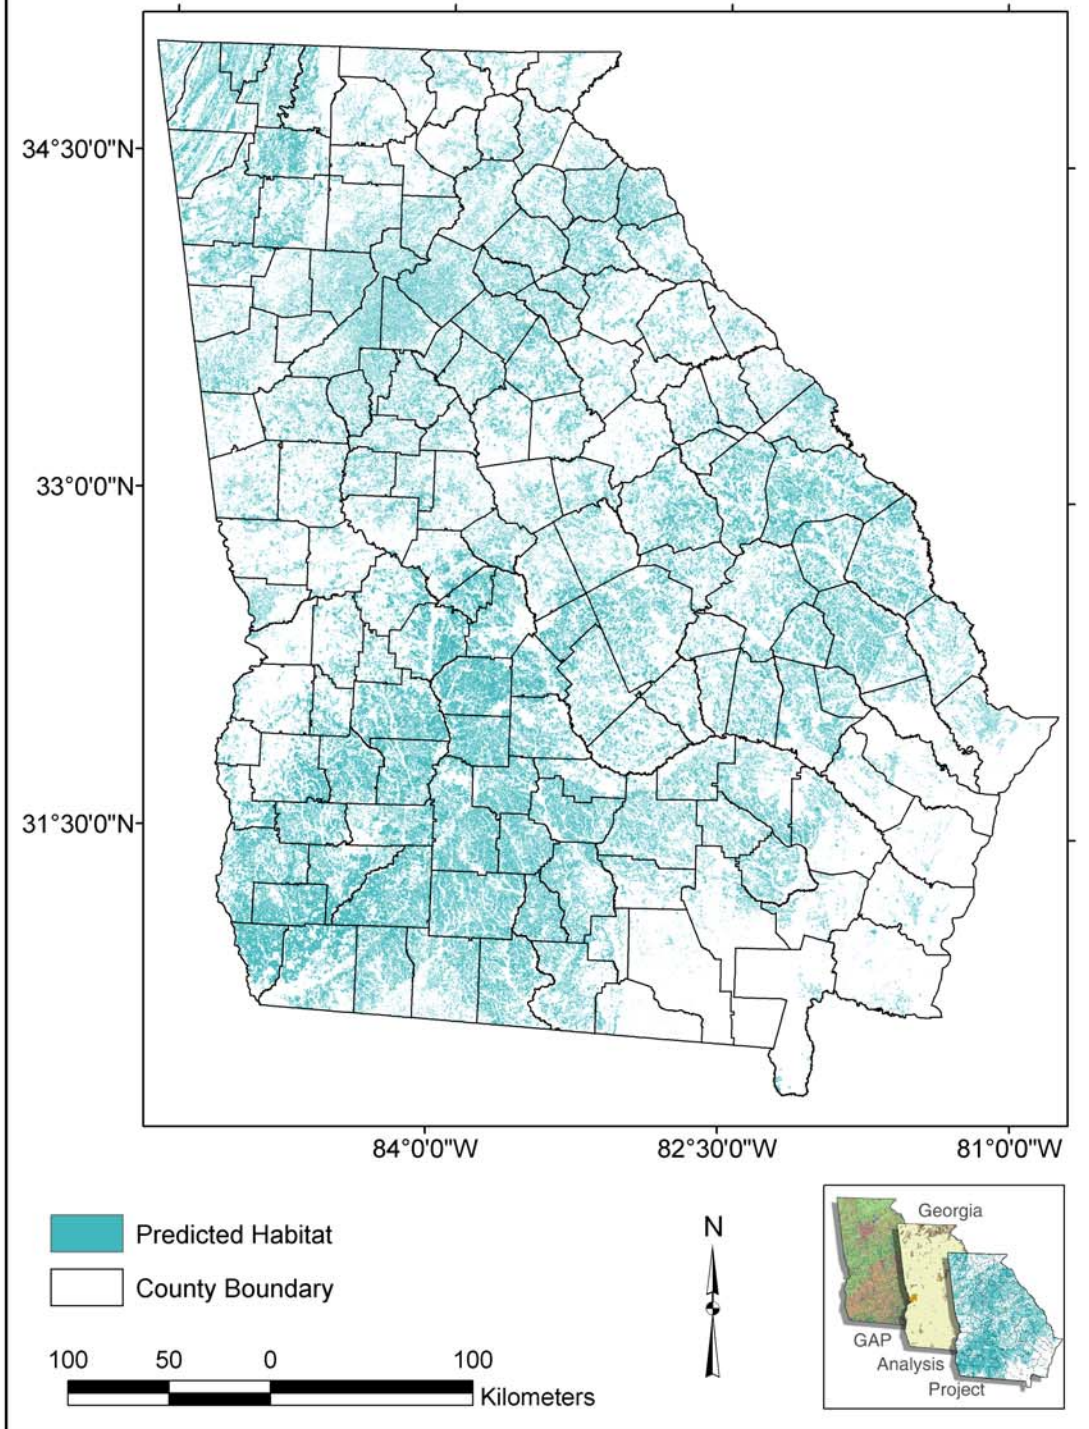 34°30'0"N
33°0'0"N
31°30'0"N
84°0'0"W
82°30'0"W
81°0'0"W
Predicted Habitat
County Boundary
100
50
0
100
Kilometers
N
Georgia
GAP
Analysis
Project